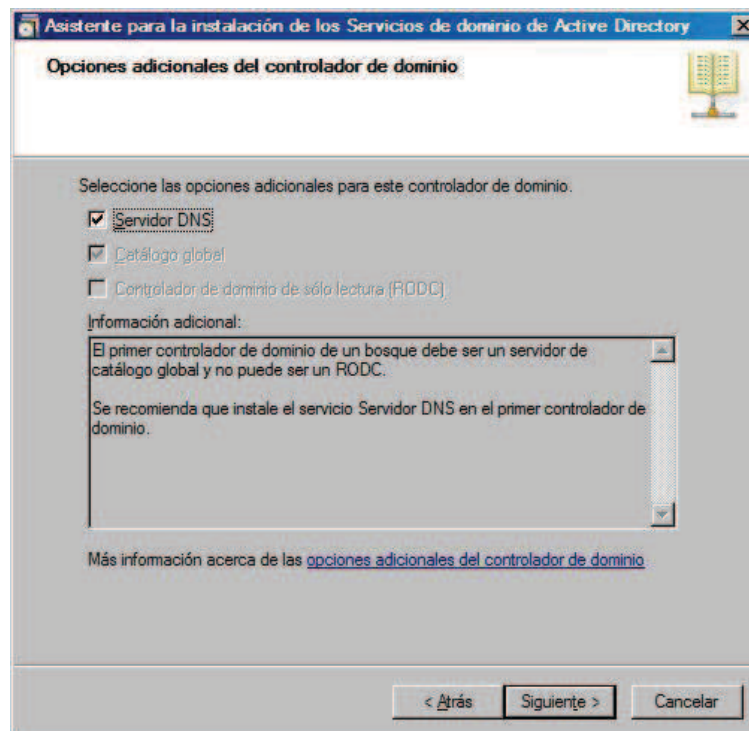 Asistente para la instalación de los Servicios de dominio de Active Directory
Opciones adicionales del controlador de dominio
Seleccione las opciones adicionales para este controlador de dominio.
Servidor DNS
Catálogo global
Controlador de dominio de sólo lectura (RODC)
Información adicional:
El primer controlador de dominio de un bosque debe ser un servidor de
catálogo global y no puede ser un RODC.
Se recomienda que instale el servicio Servidor DNS en el primer controlador de
dominio.
Más información acerca de las opciones adicionales del controlador de dominio
< Atrás
Siguiente >
Cancelar